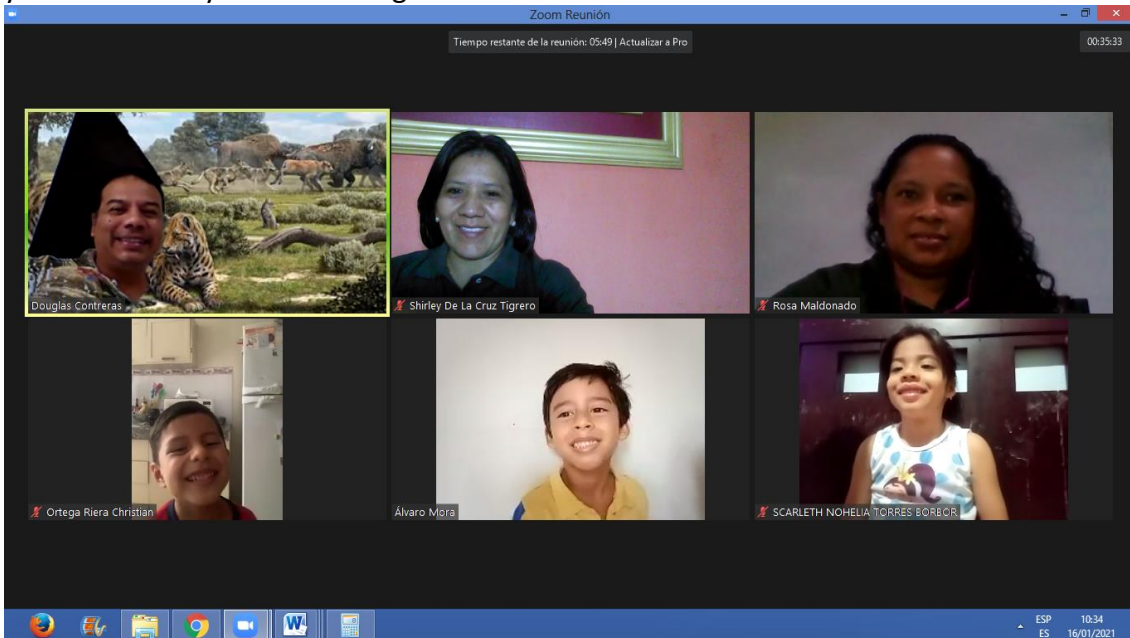 Zoom Reunión
Tiempo restante de la reunión: 05:49 | Actualizar a Pro
00:35:33
Douglas Contreras
Shirley De La Cruz Tigrero
Rosa Maldonado
Ortega Riera Christian
Álvaro Mora
SCARLETH NOHELIA TORRES BORBOR
ESP 10:34
ES 16/01/2021